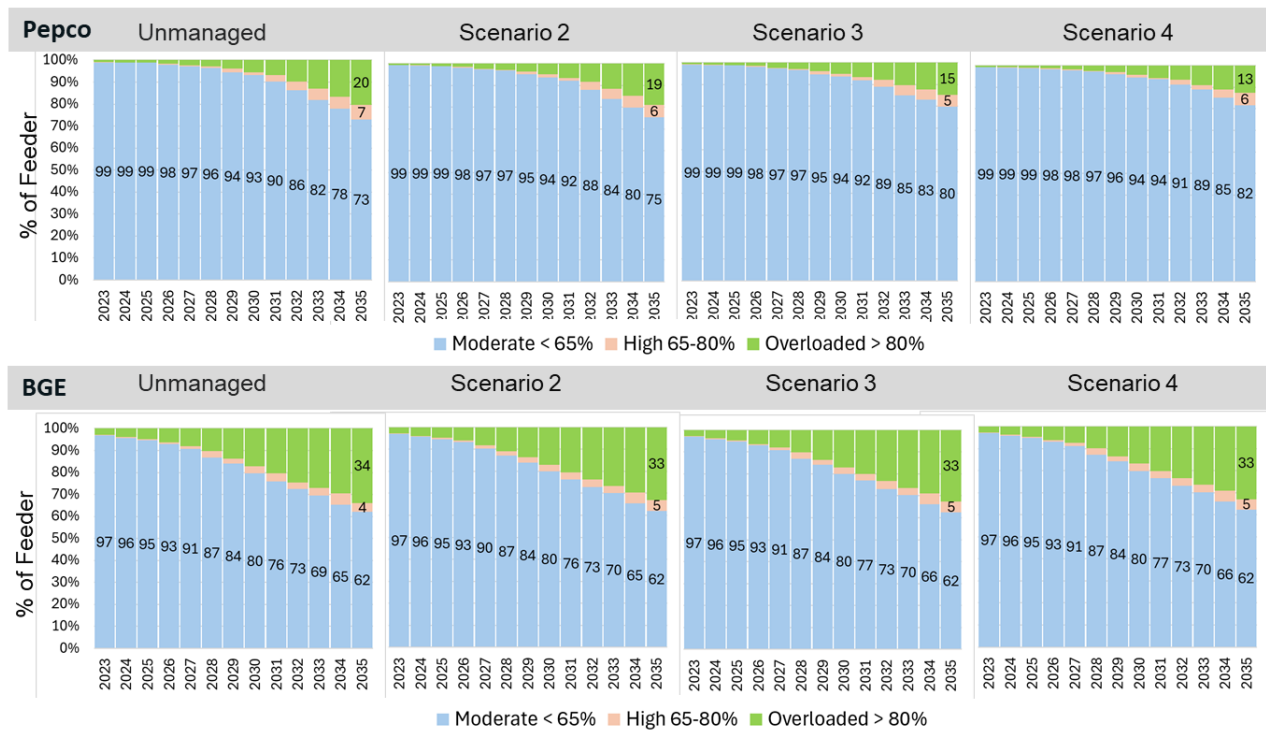 Pepco Unmanaged Scenario 2 Scenario 3 Scenario 4
% of Feeder
100%
90%
80%
70%
60%
50%
40%
30%
20%
10%
0%
20
7
99 99 99 98 97 96 94 93 90 86 82 78 73
2023 2024 2025 2026 2027 2028 2029 2030 2031 2032 2033 2034 2035
19
6
99 99 99 98 97 97 95 94 92 88 84 80 75
2023 2024 2025 2026 2027 2028 2029 2030 2031 2032 2033 2034 2035
15
5
99 99 99 98 97 97 95 94 92 89 85 83 80
2023 2024 2025 2026 2027 2028 2029 2030 2031 2032 2033 2034 2035
13
6
99 99 99 98 98 97 96 94 94 91 89 85 82
2023 2024 2025 2026 2027 2028 2029 2030 2031 2032 2033 2034 2035
Moderate < 65% High 65-80% Overloaded > 80%
BGE Unmanaged Scenario 2 Scenario 3 Scenario 4
% of Feeder
100%
90%
80%
70%
60%
50%
40%
30%
20%
10%
0%
34
4
97 96 95 93 91 87 84 80 76 73 69 65 62
2023 2024 2025 2026 2027 2028 2029 2030 2031 2032 2033 2034 2035
33
5
97 96 95 93 90 87 84 80 76 73 70 65 62
2023 2024 2025 2026 2027 2028 2029 2030 2031 2032 2033 2034 2035
33
5
97 96 95 93 91 87 84 80 77 73 70 66 62
2023 2024 2025 2026 2027 2028 2029 2030 2031 2032 2033 2034 2035
33
5
97 96 95 93 91 87 84 80 77 73 70 66 62
2023 2024 2025 2026 2027 2028 2029 2030 2031 2032 2033 2034 2035
Moderate < 65% High 65-80% Overloaded > 80%